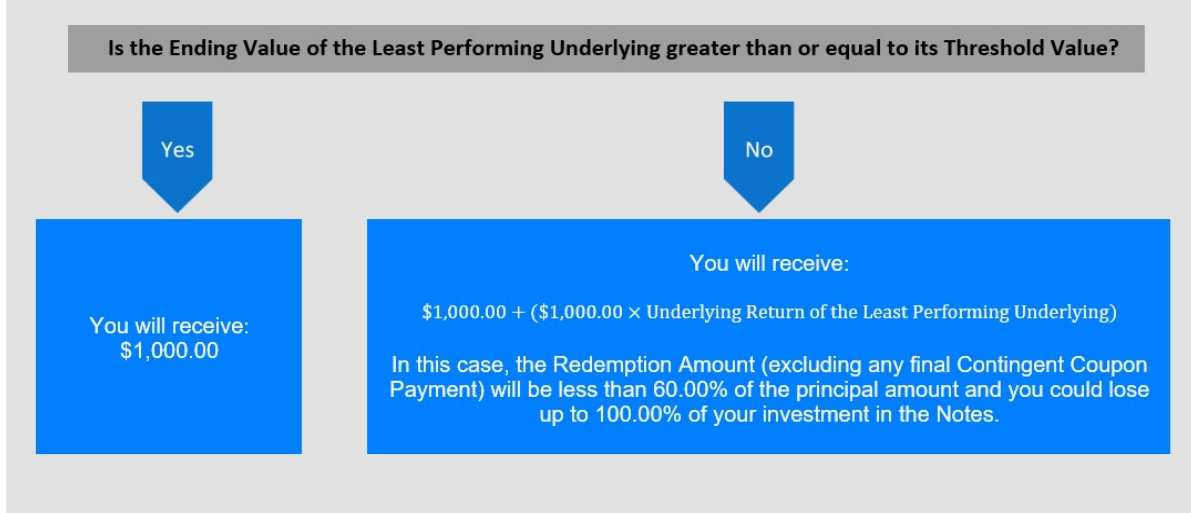 Is the Ending Value of the Least Performing Underlying greater than or equal to its Threshold Value?
Yes
No
You will receive:
$1,000.00
You will receive:
$1,000.00 + ($1,000.00 × Underlying Return of the Least Performing Underlying)
In this case, the Redemption Amount (excluding any final Contingent Coupon
Payment) will be less than 60.00% of the principal amount and you could lose
up to 100.00% of your investment in the Notes.